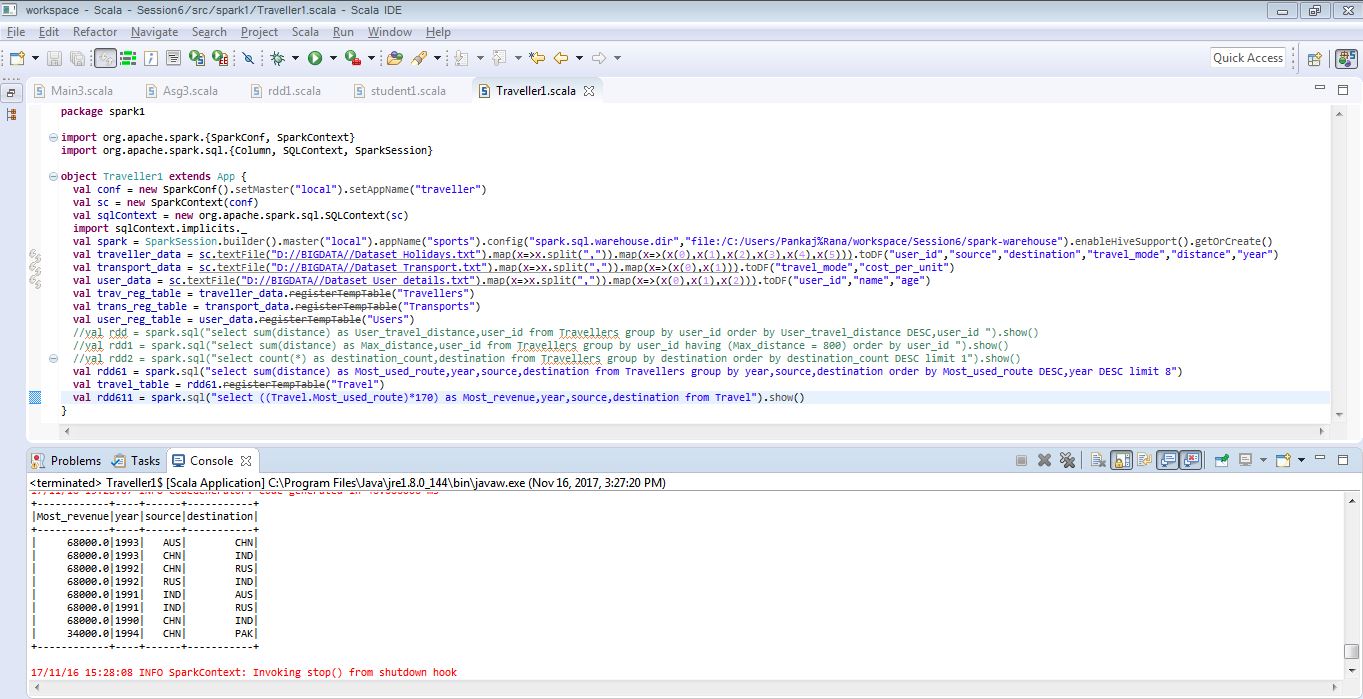 workspace - Scala - Session6/src/spark1/Traveller1.scala - Scala IDE
File Edit Refactor Navigate Search Project Scala Run Window Help
Quick Access
Main3.scala Asg3.scala rdd1.scala student1.scala Traveller1.scala
package spark1
import org.apache.spark.{SparkConf, SparkContext}
import org.apache.spark.sql.{Column, SQLContext, SparkSession}
object Traveller1 extends App {
val conf = new SparkConf().setMaster("local").setAppName("traveller")
val sc = new SparkContext(conf)
val sqlContext = new org.apache.spark.sql.SQLContext(sc)
import sqlContext.implicits._
val spark = SparkSession.builder().master("local").appName("sports").config("spark.sql.warehouse.dir","file:/C:/Users/Pankaj%Rana/workspace/Session6/spark-warehouse").enableHiveSupport().getOrCreate()
val traveller_data = sc.textFile("D://BIGDATA//Dataset_Holidays.txt").map(x=>x.split(",")).map(x=>(x(0),x(1),x(2),x(3),x(4),x(5))).toDF("user_id","source","destination","travel_mode","distance","year")
val transport_data = sc.textFile("D://BIGDATA//Dataset_Transport.txt").map(x=>x.split(",")).map(x=>(x(0),x(1))).toDF("travel_mode","cost_per_unit")
val user_data = sc.textFile("D://BIGDATA//Dataset_User_details.txt").map(x=>x.split(",")).map(x=>(x(0),x(1),x(2))).toDF("user_id","name","age")
val trav_reg_table = traveller_data.registerTempTable("Travellers")
val trans_reg_table = transport_data.registerTempTable("Transports")
val user_reg_table = user_data.registerTempTable("Users")
//val rdd = spark.sql("select sum(distance) as User_travel_distance,user_id from Travellers group by user_id order by User_travel_distance DESC,user_id ").show()
//val rdd1 = spark.sql("select sum(distance) as Max_distance,user_id from Travellers group by user_id having (Max_distance = 800) order by user_id ").show()
//val rdd2 = spark.sql("select count(*) as destination_count,destination from Travellers group by destination order by destination_count DESC limit 1").show()
val rdd61 = spark.sql("select sum(distance) as Most_used_route,year,source,destination from Travellers group by year,source,destination order by Most_used_route DESC,year DESC limit 8")
val travel_table = rdd61.registerTempTable("Travel")
val rdd611 = spark.sql("select ((Travel.Most_used_route)*170) as Most_revenue,year,source,destination from Travel").show()
}
Problems Tasks Console
<terminated> Traveller1$ [Scala Application] C:\Program Files\Java\jre1.8.0_144\bin\javaw.exe (Nov 16, 2017, 3:27:20 PM)
+------------+----+------+-----------+
|Most_revenue|year|source|destination|
+------------+----+------+-----------+
|     68000.0|1993|   AUS|        CHN|
|     68000.0|1993|   CHN|        IND|
|     68000.0|1992|   CHN|        RUS|
|     68000.0|1992|   RUS|        IND|
|     68000.0|1991|   IND|        AUS|
|     68000.0|1991|   IND|        RUS|
|     68000.0|1990|   CHN|        IND|
|     34000.0|1994|   CHN|        PAK|
+------------+----+------+-----------+
17/11/16 15:28:08 INFO SparkContext: Invoking stop() from shutdown hook